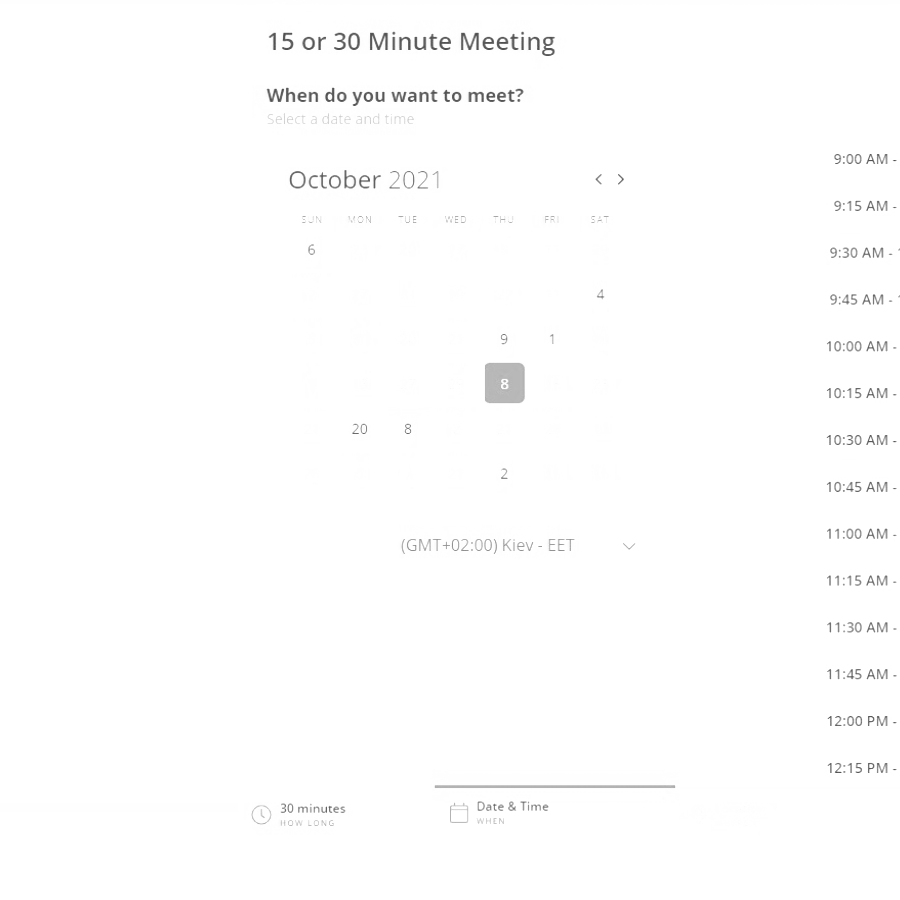 15 or 30 Minute Meeting
When do you want to meet?
Select a date and time
October 2021
SUN MON TUE WED THU FRI SAT
6
4
9 1
8
20 8
2
(GMT+02:00) Kiev - EET
9:00 AM -
9:15 AM -
9:30 AM -
9:45 AM -
10:00 AM -
10:15 AM -
10:30 AM -
10:45 AM -
11:00 AM -
11:15 AM -
11:30 AM -
11:45 AM -
12:00 PM -
12:15 PM -
30 minutes
HOW LONG
Date & Time
WHEN